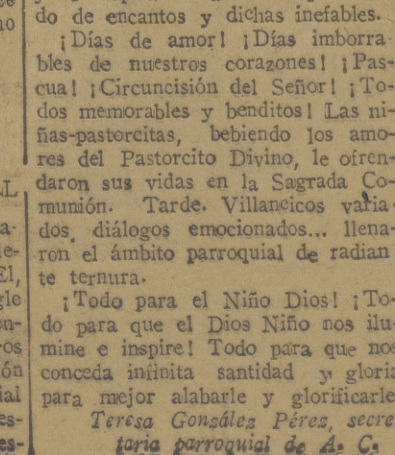 do de encantos y dichas inefables.
¡Días de amor! ¡Días imborra-
bles de nuestros corazones! ¡Pas-
cua! ¡Circuncisión del Señor! ¡To-
dos memorables y benditos! Las ni-
ñas-pastorcitas, bebiendo los amo-
res del Pastorcito Divino, le ofren-
daron sus vidas en la Sagrada Co-
munión. Tarde. Villancicos varia-
dos, diálogos emocionados... llena-
ron el ámbito parroquial de radian
te ternura.
¡Todo para el Niño Dios! ¡To-
do para que el Dios Niño nos ilu-
mine e inspire! Todo para que nos
conceda infinita santidad y gloria
para mejor alabarle y glorificarle
Teresa González Pérez, secre
taria parroquial de A. C.